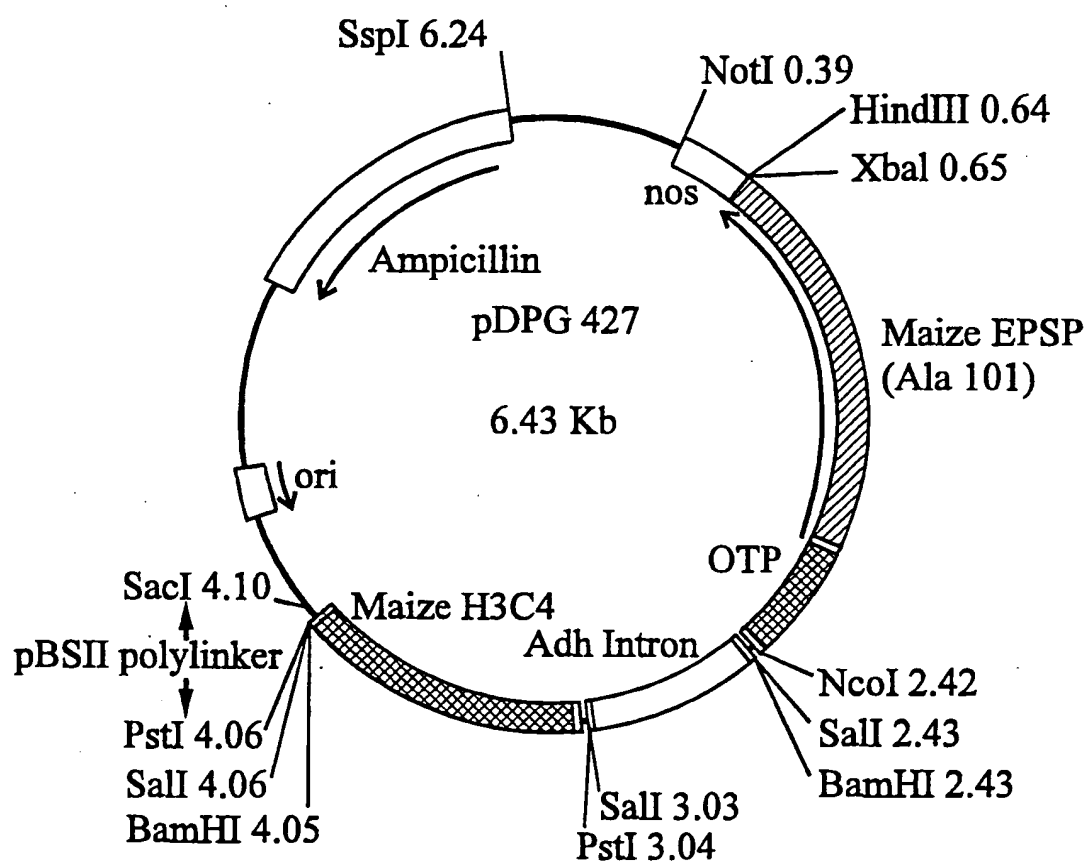 SspI 6.24
NotI 0.39
HindIII 0.64
XbaI 0.65
nos
Ampicillin
pDPG 427
6.43 Kb
Maize EPSP
(Ala 101)
ori
OTP
SacI 4.10
Maize H3C4
Adh Intron
pBSII polylinker
NcoI 2.42
SalI 2.43
BamHI 2.43
PstI 4.06
SalI 4.06
BamHI 4.05
SalI 3.03
PstI 3.04